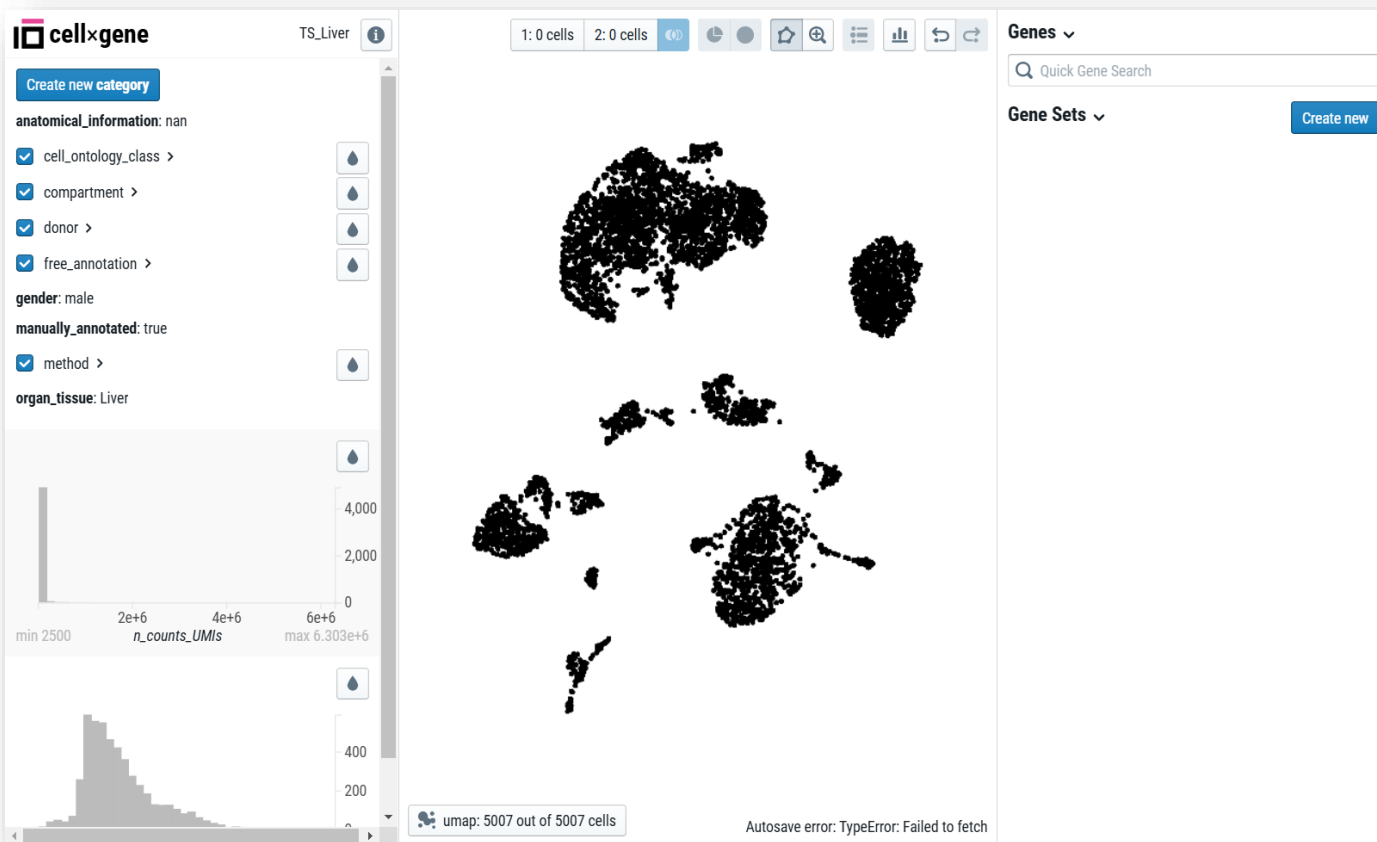 cell×gene
TS_Liver
1: 0 cells
2: 0 cells
Genes
Quick Gene Search
Gene Sets
Create new
Create new category
anatomical_information: nan
cell_ontology_class
compartment
donor
free_annotation
gender: male
manually_annotated: true
method
organ_tissue: Liver
4,000
2,000
0
2e+6 4e+6 6e+6
min 2500 n_counts_UMIs max 6.303e+6
400
200
umap: 5007 out of 5007 cells
Autosave error: TypeError: Failed to fetch